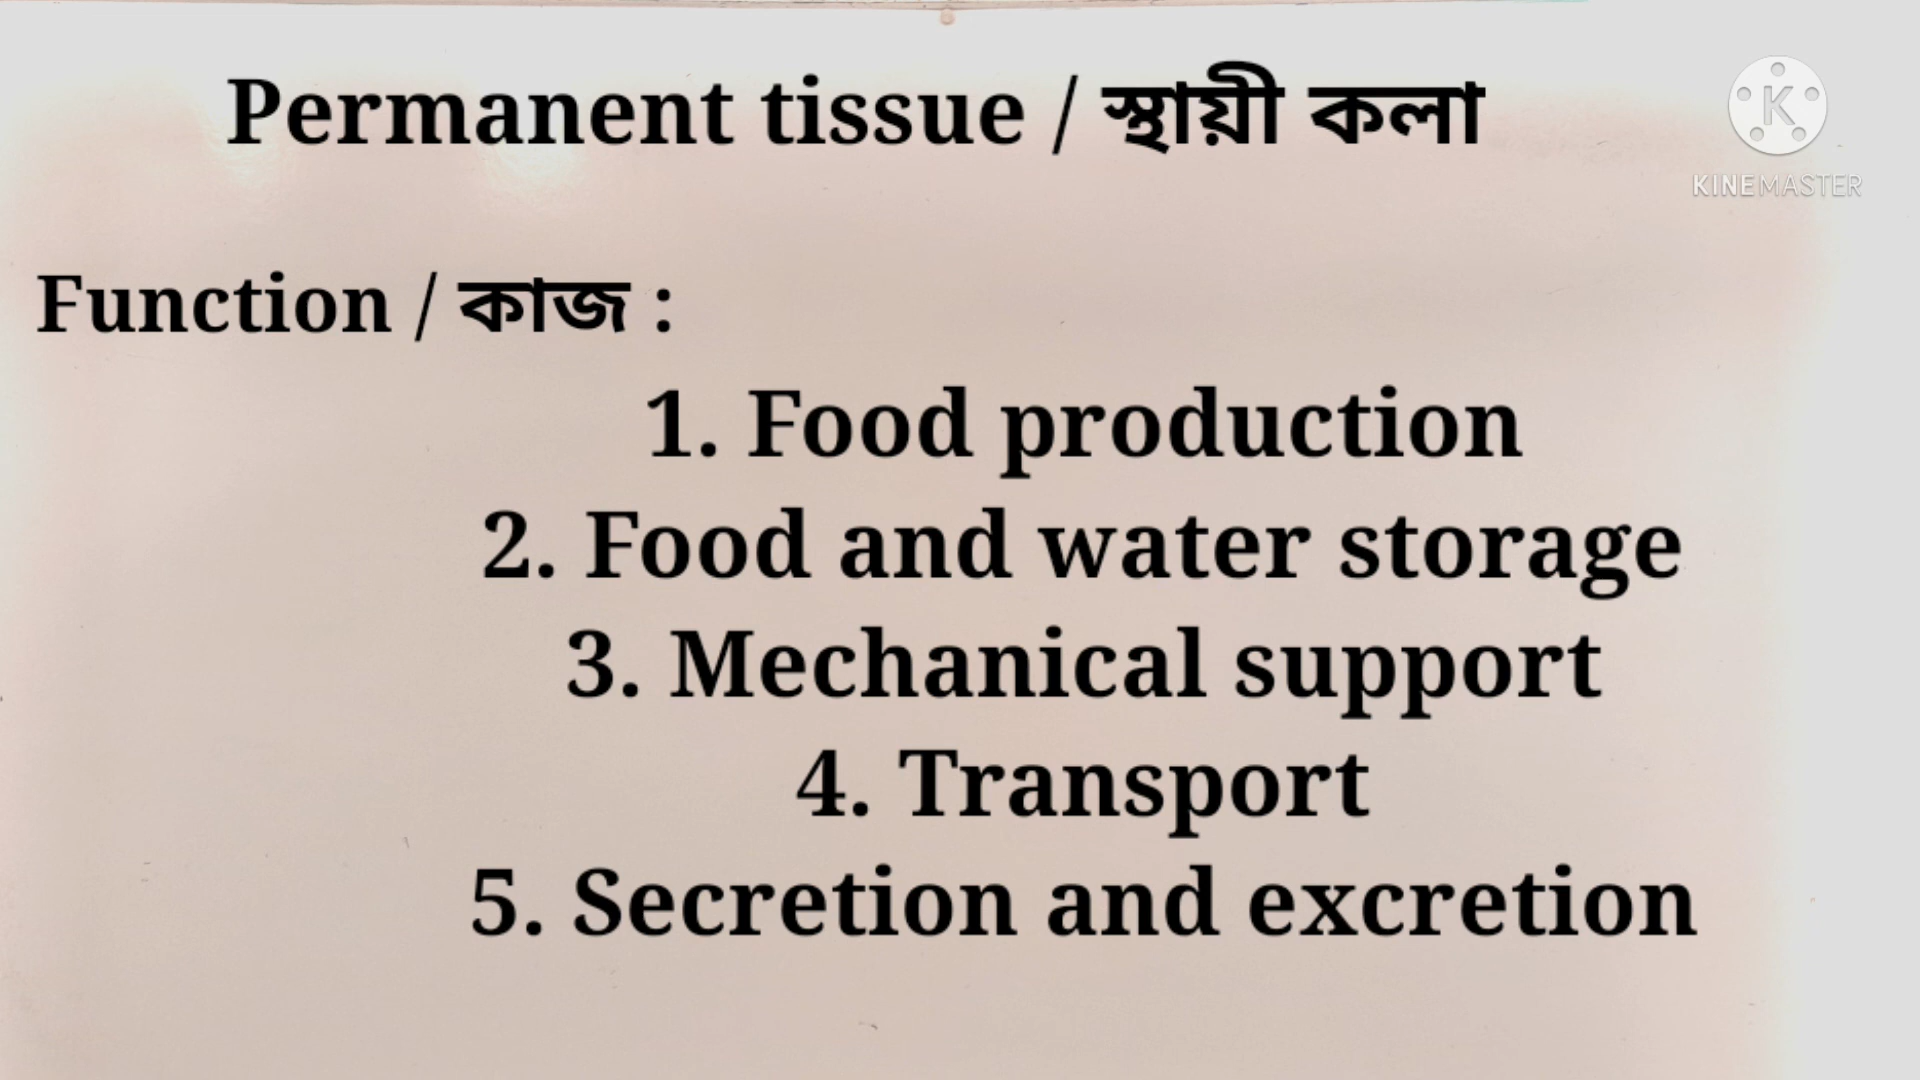 Permanent tissue / স্থায়ী কলা
KINEMASTER
Function / কাজ :
1. Food production
2. Food and water storage
3. Mechanical support
4. Transport
5. Secretion and excretion